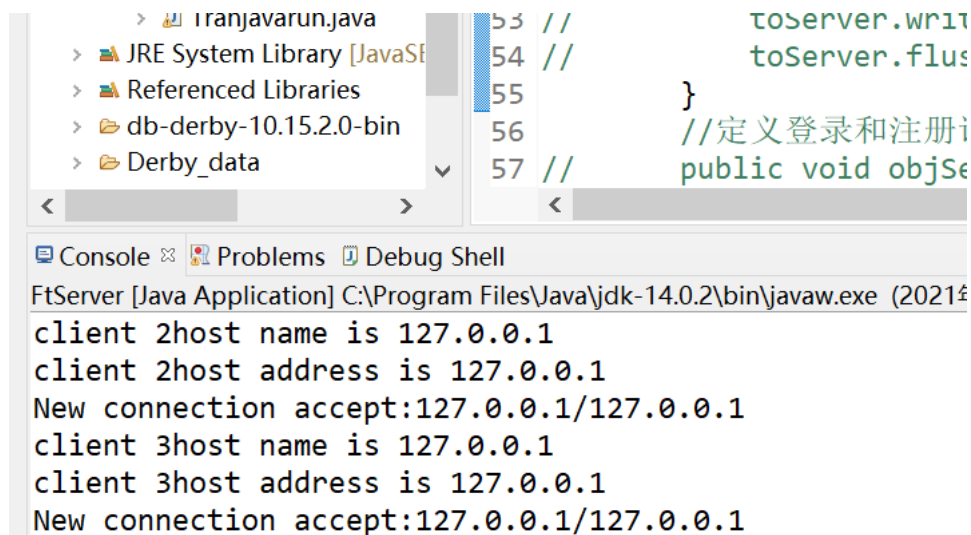 Tranjavarun.java
JRE System Library [JavaSE
Referenced Libraries
db-derby-10.15.2.0-bin
Derby_data
53 // toServer.writ
54 // toServer.flus
55 }
56 //定义登录和注册
57 // public void objSe
Console Problems Debug Shell
FtServer [Java Application] C:\Program Files\Java\jdk-14.0.2\bin\javaw.exe (2021年
client 2host name is 127.0.0.1
client 2host address is 127.0.0.1
New connection accept:127.0.0.1/127.0.0.1
client 3host name is 127.0.0.1
client 3host address is 127.0.0.1
New connection accept:127.0.0.1/127.0.0.1